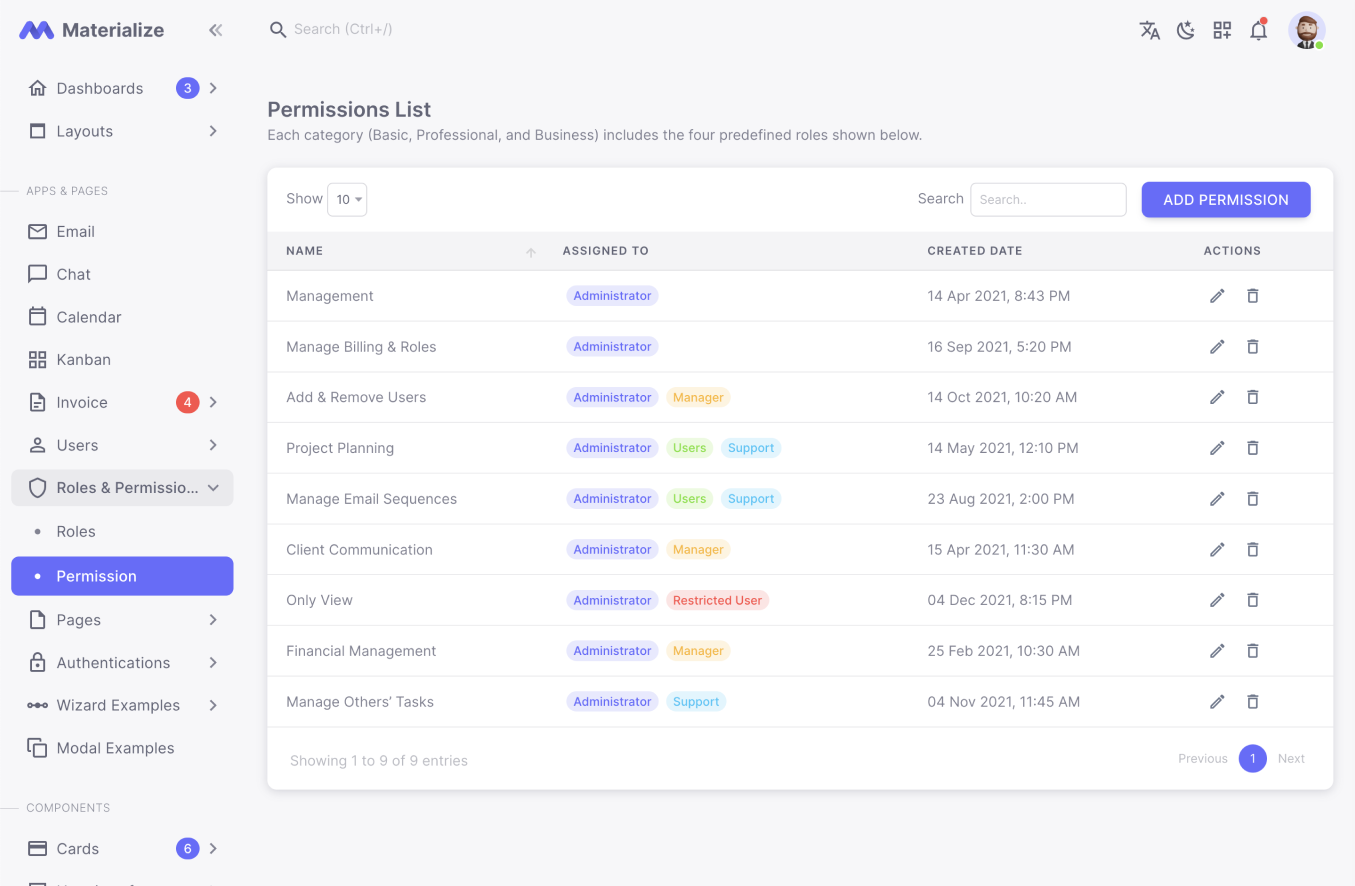 Materialize
Search (Ctrl+/)
Dashboards 3
Layouts
APPS & PAGES
Email
Chat
Calendar
Kanban
Invoice 4
Users
Roles & Permissio...
Roles
Permission
Pages
Authentications
Wizard Examples
Modal Examples
COMPONENTS
Cards 6
Permissions List
Each category (Basic, Professional, and Business) includes the four predefined roles shown below.
Show 10 Search Search.. ADD PERMISSION
NAME ASSIGNED TO CREATED DATE ACTIONS
Management Administrator 14 Apr 2021, 8:43 PM
Manage Billing & Roles Administrator 16 Sep 2021, 5:20 PM
Add & Remove Users Administrator Manager 14 Oct 2021, 10:20 AM
Project Planning Administrator Users Support 14 May 2021, 12:10 PM
Manage Email Sequences Administrator Users Support 23 Aug 2021, 2:00 PM
Client Communication Administrator Manager 15 Apr 2021, 11:30 AM
Only View Administrator Restricted User 04 Dec 2021, 8:15 PM
Financial Management Administrator Manager 25 Feb 2021, 10:30 AM
Manage Others’ Tasks Administrator Support 04 Nov 2021, 11:45 AM
Showing 1 to 9 of 9 entries Previous 1 Next